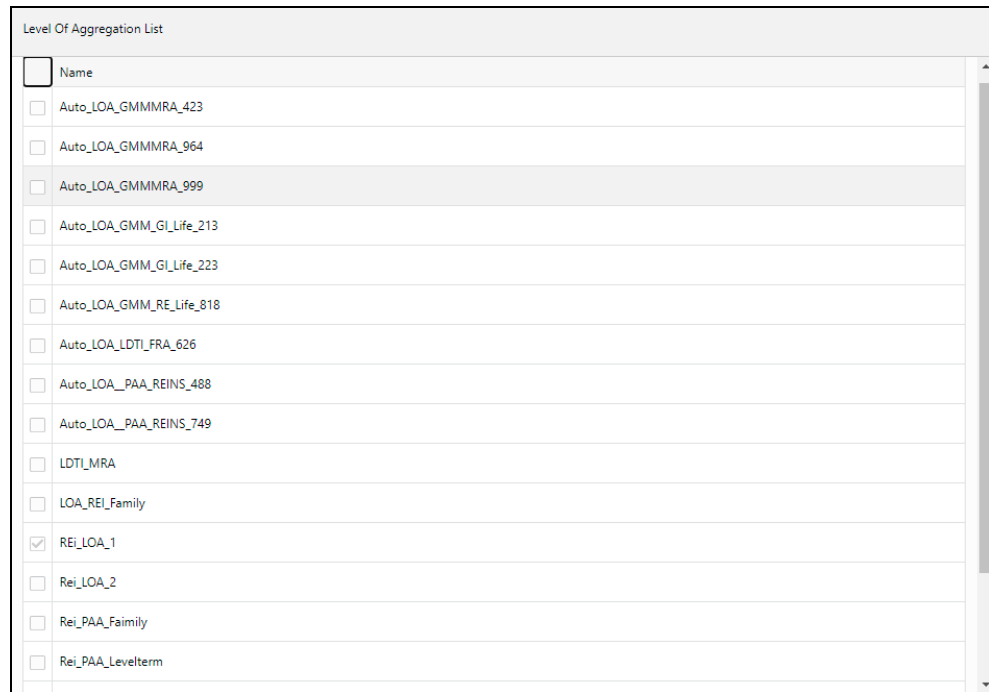 Level Of Aggregation List
Name
Auto_LOA_GMMMRA_423
Auto_LOA_GMMMRA_964
Auto_LOA_GMMMRA_999
Auto_LOA_GMM_GI_Life_213
Auto_LOA_GMM_GI_Life_223
Auto_LOA_GMM_RE_Life_818
Auto_LOA_LDTI_FRA_626
Auto_LOA__PAA_REINS_488
Auto_LOA__PAA_REINS_749
LDTI_MRA
LOA_REI_Family
REi_LOA_1
Rei_LOA_2
Rei_PAA_Faimily
Rei_PAA_Levelterm